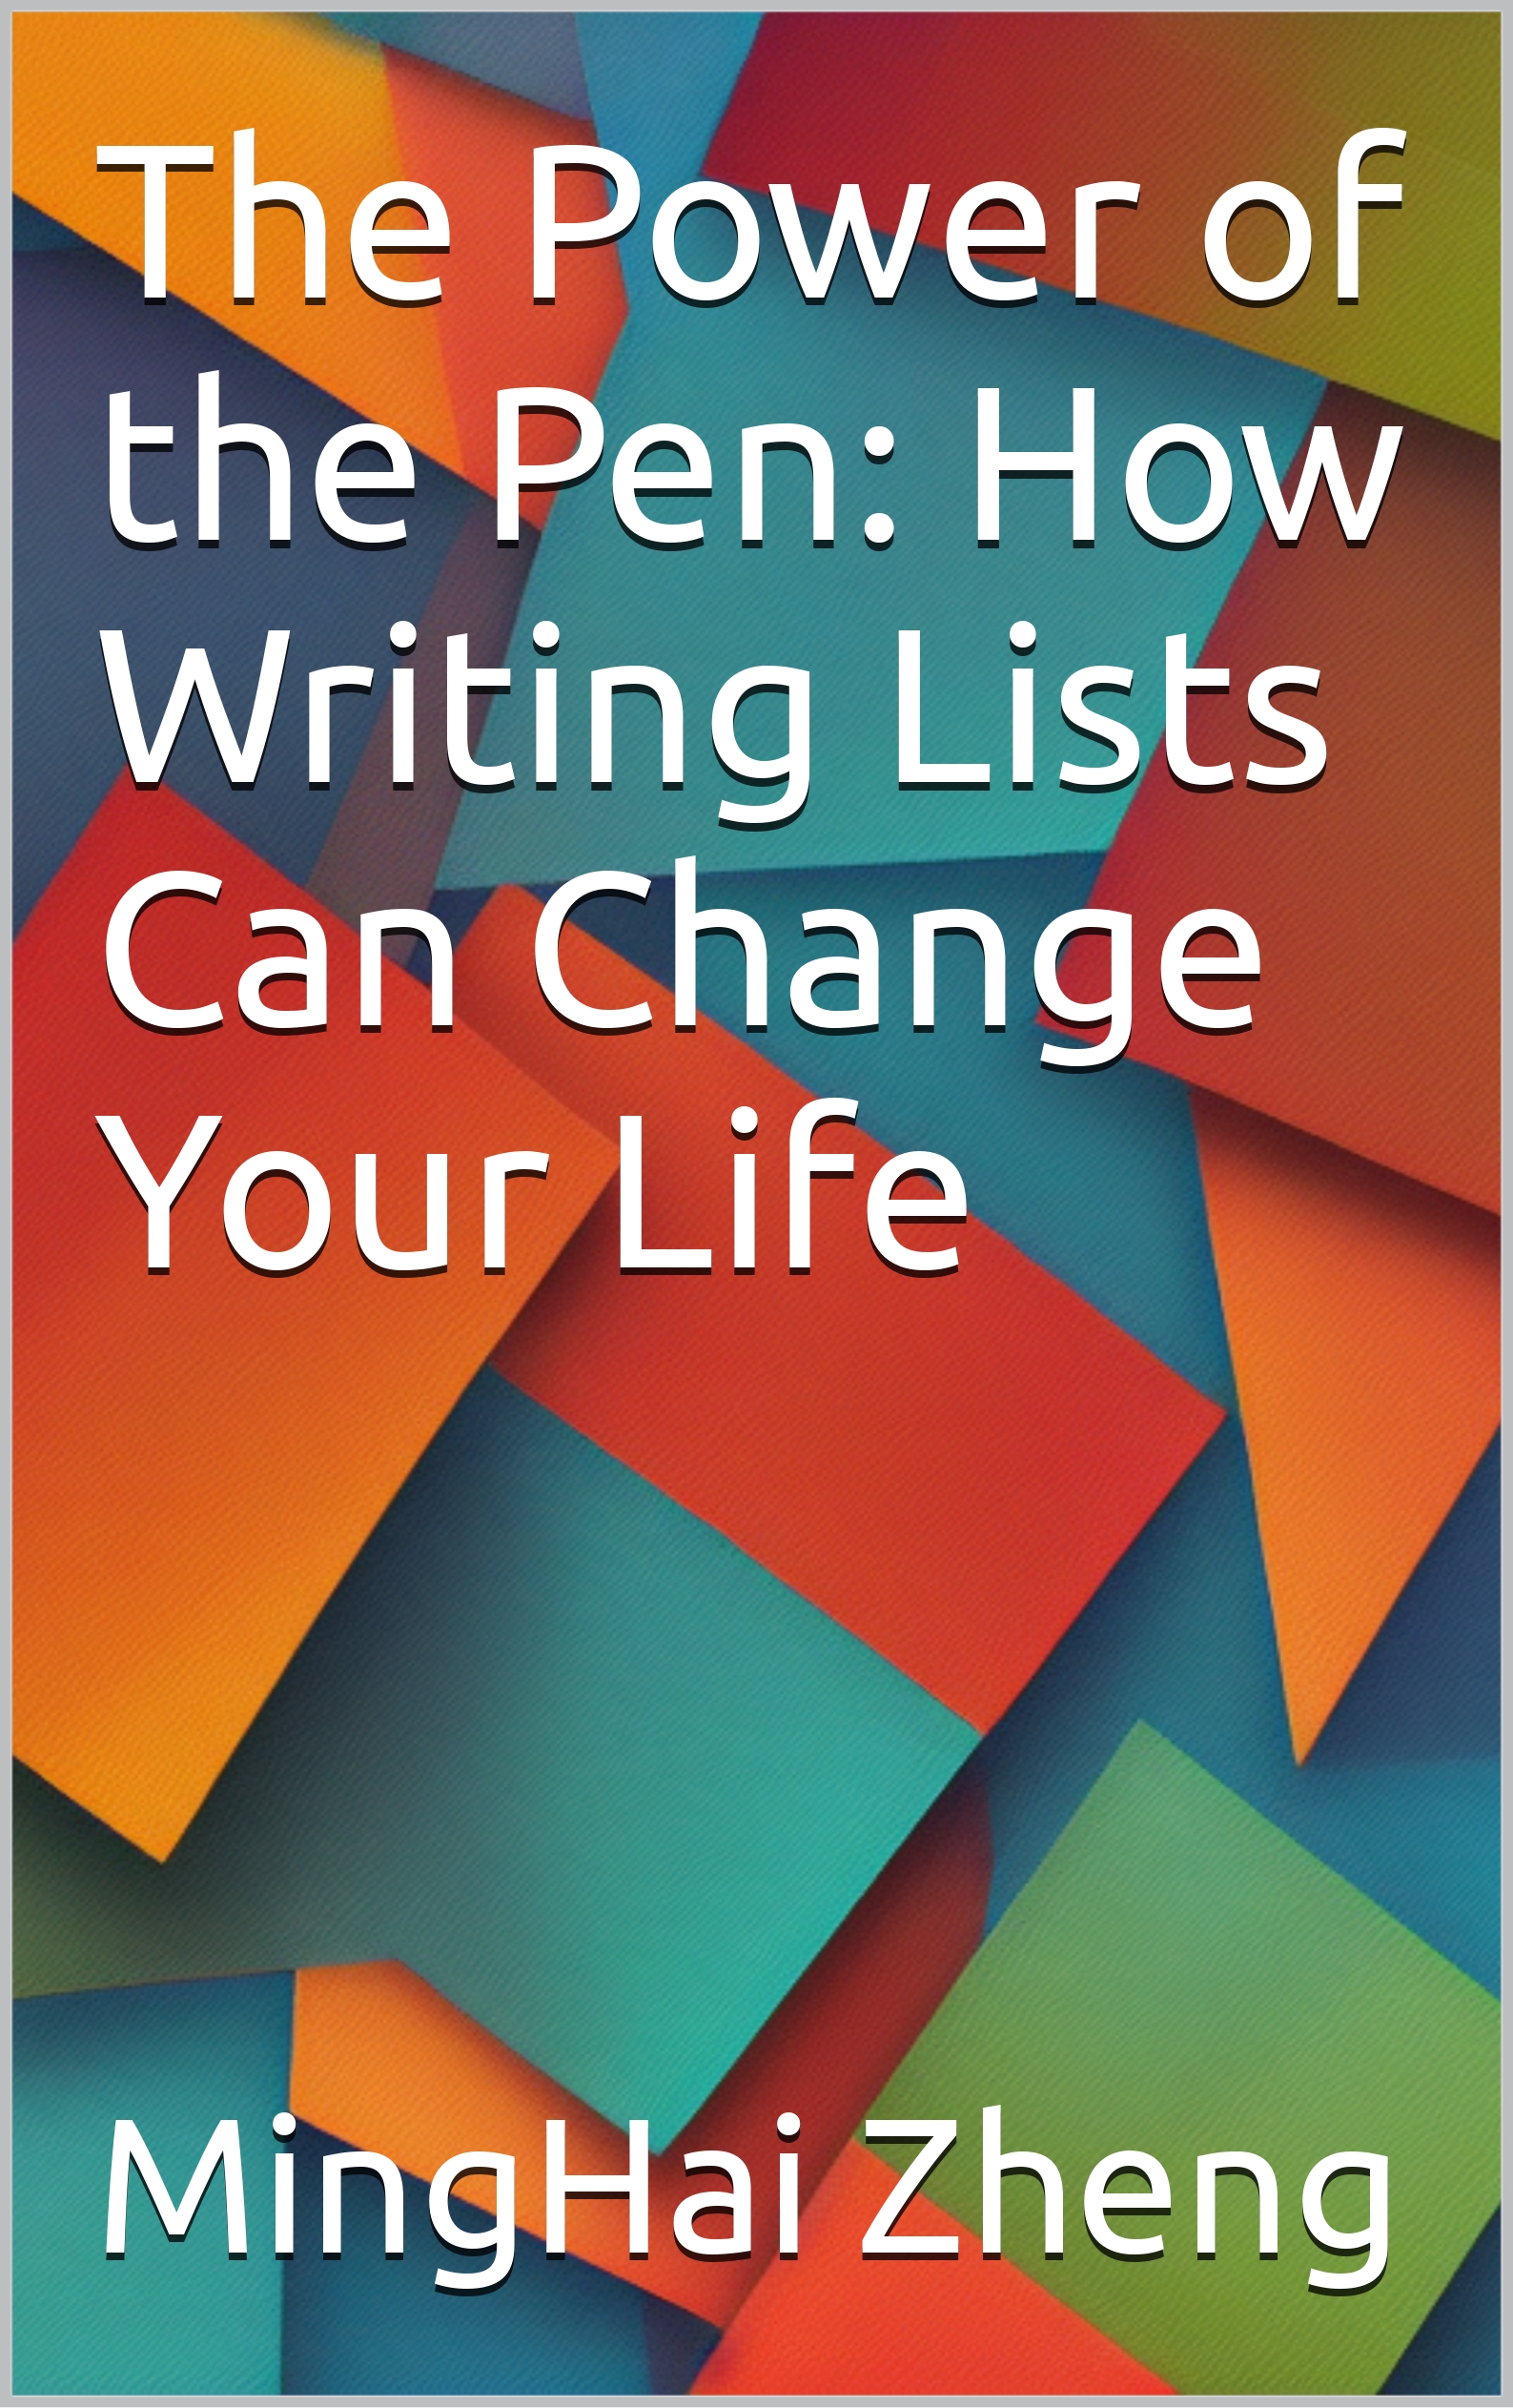 The Power of
the Pen: How
Writing Lists
Can Change
Your Life
MingHai Zheng